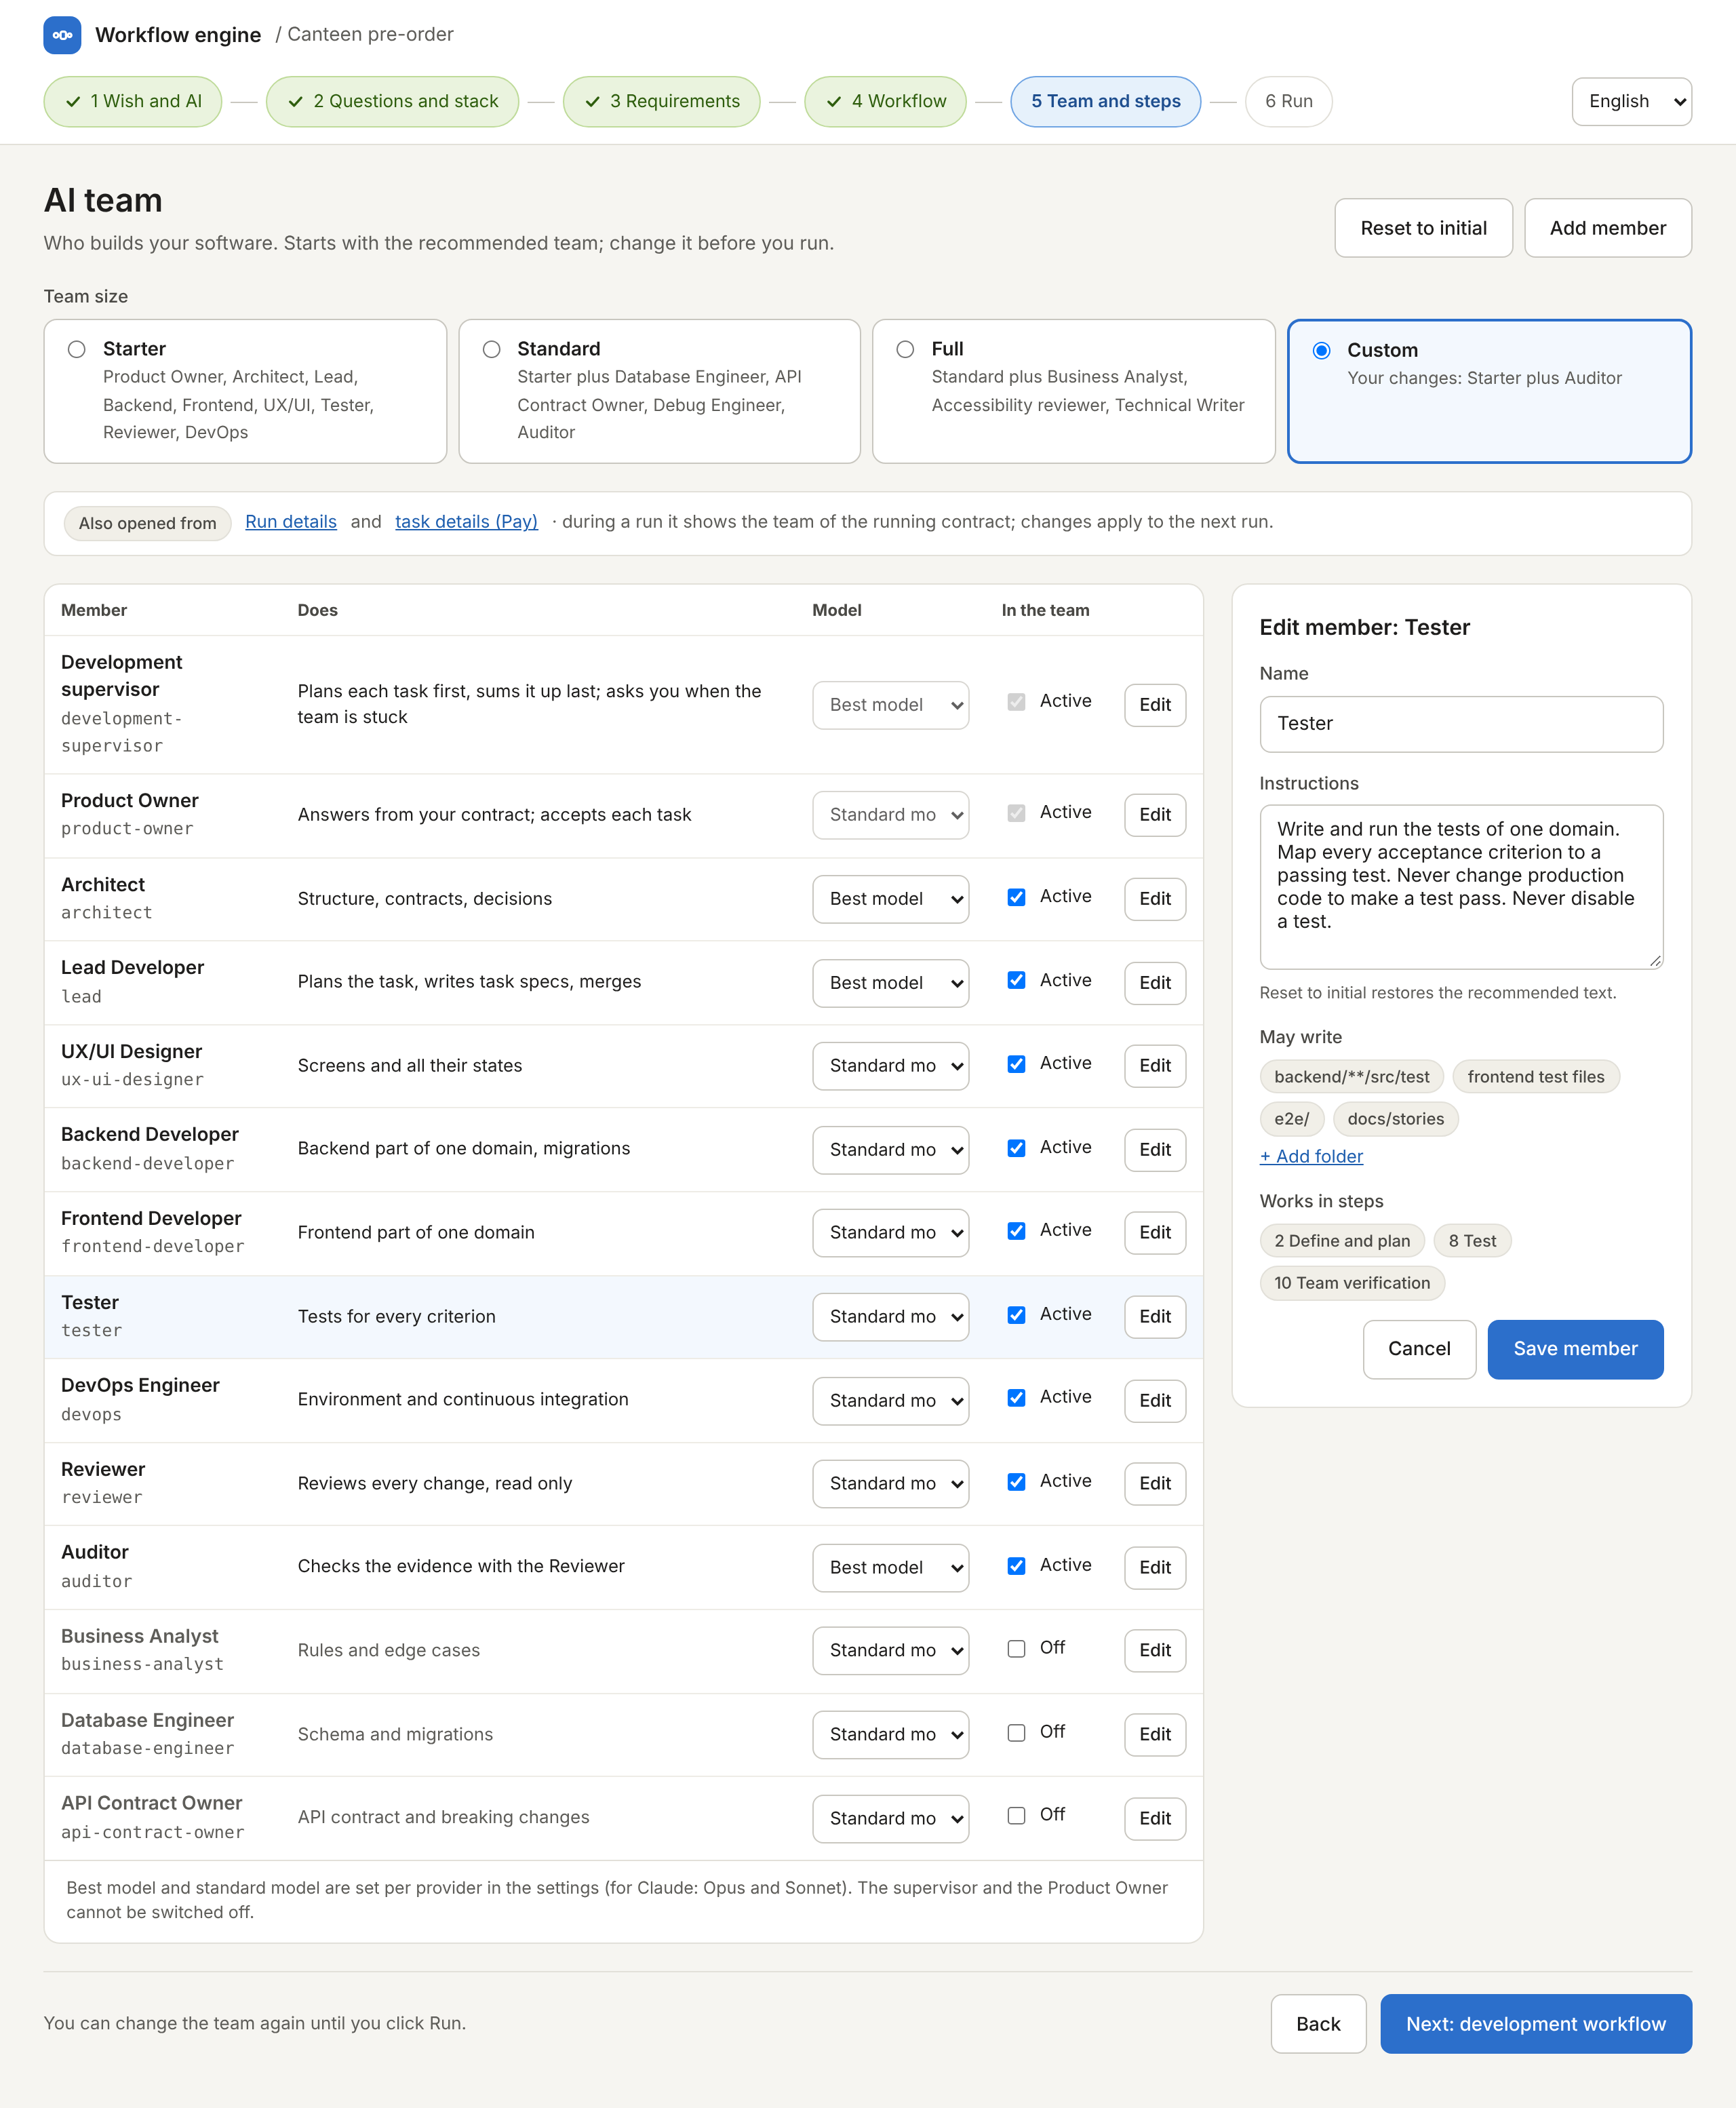 Workflow engine / Canteen pre-order
1 Wish and AI
2 Questions and stack
3 Requirements
4 Workflow
5 Team and steps
6 Run
English
AI team
Who builds your software. Starts with the recommended team; change it before you run.
Reset to initial
Add member
Team size
Starter
Product Owner, Architect, Lead,
Backend, Frontend, UX/UI, Tester,
Reviewer, DevOps
Standard
Starter plus Database Engineer, API
Contract Owner, Debug Engineer,
Auditor
Full
Standard plus Business Analyst,
Accessibility reviewer, Technical Writer
Custom
Your changes: Starter plus Auditor
Also opened from Run details and task details (Pay) · during a run it shows the team of the running contract; changes apply to the next run.
Member Does Model In the team
Development
supervisor
development-
supervisor
Plans each task first, sums it up last; asks you when the
team is stuck
Best model
Active
Edit
Product Owner
product-owner
Answers from your contract; accepts each task
Standard mo
Active
Edit
Architect
architect
Structure, contracts, decisions
Best model
Active
Edit
Lead Developer
lead
Plans the task, writes task specs, merges
Best model
Active
Edit
UX/UI Designer
ux-ui-designer
Screens and all their states
Standard mo
Active
Edit
Backend Developer
backend-developer
Backend part of one domain, migrations
Standard mo
Active
Edit
Frontend Developer
frontend-developer
Frontend part of one domain
Standard mo
Active
Edit
Tester
tester
Tests for every criterion
Standard mo
Active
Edit
DevOps Engineer
devops
Environment and continuous integration
Standard mo
Active
Edit
Reviewer
reviewer
Reviews every change, read only
Standard mo
Active
Edit
Auditor
auditor
Checks the evidence with the Reviewer
Best model
Active
Edit
Business Analyst
business-analyst
Rules and edge cases
Standard mo
Off
Edit
Database Engineer
database-engineer
Schema and migrations
Standard mo
Off
Edit
API Contract Owner
api-contract-owner
API contract and breaking changes
Standard mo
Off
Edit
Best model and standard model are set per provider in the settings (for Claude: Opus and Sonnet). The supervisor and the Product Owner
cannot be switched off.
Edit member: Tester
Name
Tester
Instructions
Write and run the tests of one domain.
Map every acceptance criterion to a
passing test. Never change production
code to make a test pass. Never disable
a test.
Reset to initial restores the recommended text.
May write
backend/**/src/test
frontend test files
e2e/
docs/stories
+ Add folder
Works in steps
2 Define and plan
8 Test
10 Team verification
Cancel
Save member
You can change the team again until you click Run.
Back
Next: development workflow